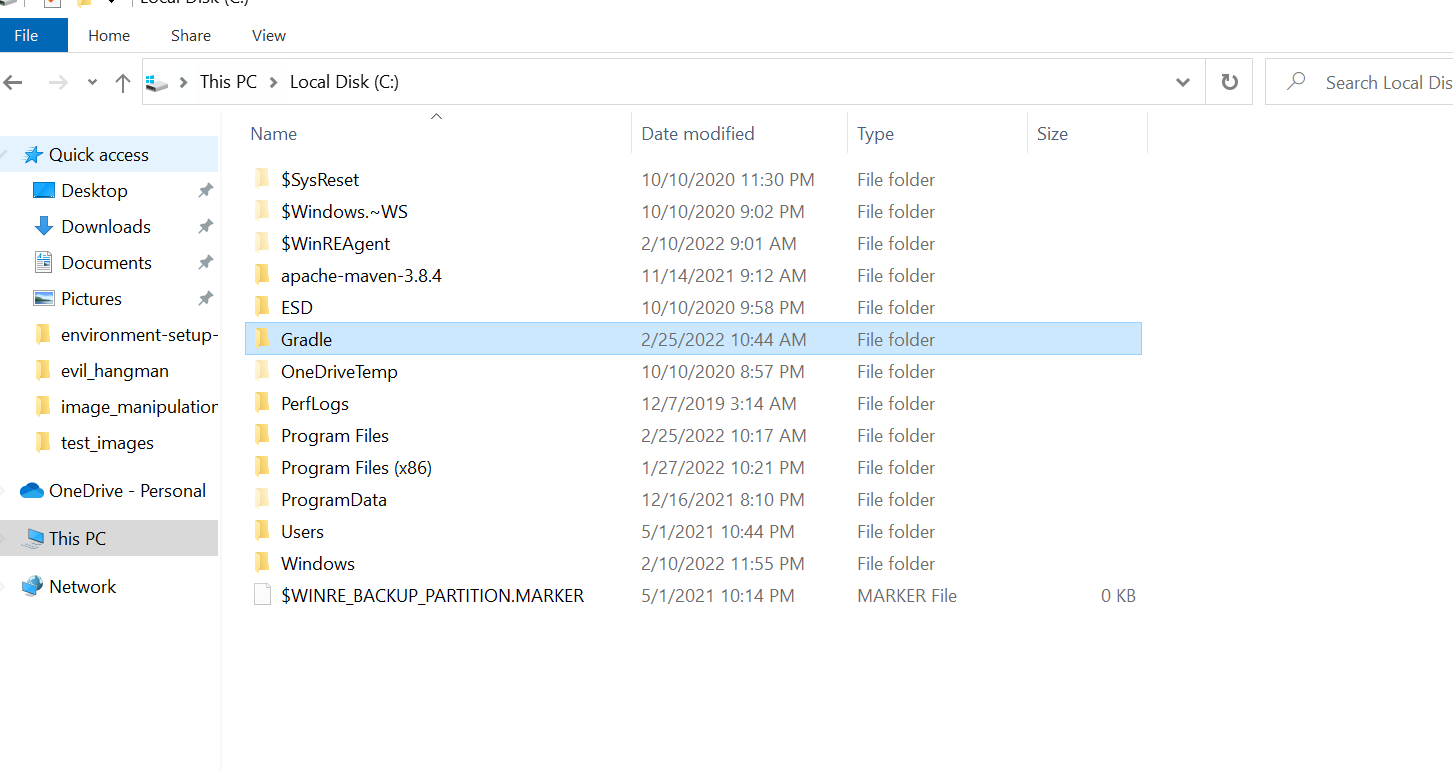 Local Disk (C:)
File Home Share View
This PC Local Disk (C:) Search Local Dis
Name Date modified Type Size
Quick access
Desktop
Downloads
Documents
Pictures
environment-setup-
evil_hangman
image_manipulation
test_images
OneDrive - Personal
This PC
Network
$SysReset 10/10/2020 11:30 PM File folder
$Windows.~WS 10/10/2020 9:02 PM File folder
$WinREAgent 2/10/2022 9:01 AM File folder
apache-maven-3.8.4 11/14/2021 9:12 AM File folder
ESD 10/10/2020 9:58 PM File folder
Gradle 2/25/2022 10:44 AM File folder
OneDriveTemp 10/10/2020 8:57 PM File folder
PerfLogs 12/7/2019 3:14 AM File folder
Program Files 2/25/2022 10:17 AM File folder
Program Files (x86) 1/27/2022 10:21 PM File folder
ProgramData 12/16/2021 8:10 PM File folder
Users 5/1/2021 10:44 PM File folder
Windows 2/10/2022 11:55 PM File folder
$WINRE_BACKUP_PARTITION.MARKER 5/1/2021 10:14 PM MARKER File 0 KB